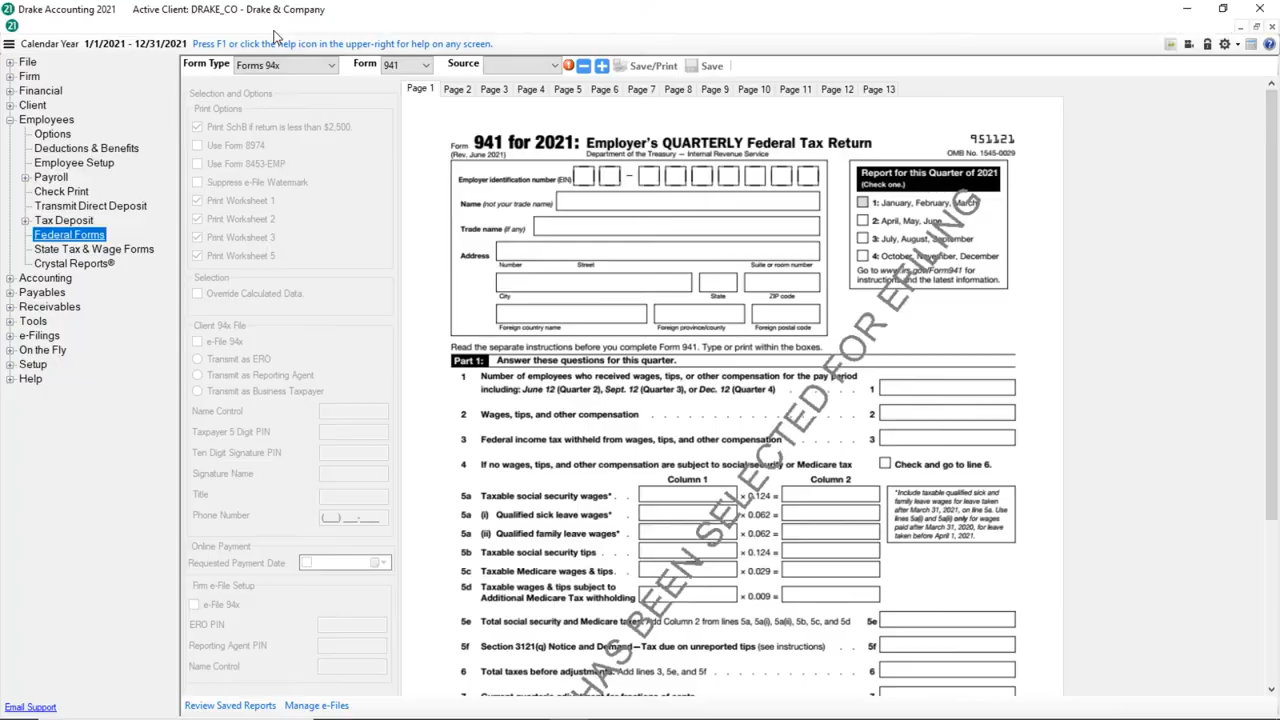 Drake Accounting 2021 Active Client: DRAKE_CO - Drake & Company
Calendar Year 1/1/2021 - 12/31/2021 Press F1 or click the help icon in the upper-right for help on any screen.
File
Firm
Financial
Client
Employees
Options
Deductions & Benefits
Employee Setup
Payroll
Check Print
Transmit Direct Deposit
Tax Deposit
Federal Forms
State Tax & Wage Forms
Crystal Reports®
Accounting
Payables
Receivables
Tools
e-Filings
On the Fly
Setup
Help
Email Support
Form Type Forms 94x Form 941 Source Save/Print Save
Selection and Options
Print Options
Print SchB if return is less than $2,500.
Use Form 8974
Use Form 8453-EMP
Suppress e-File Watermark
Print Worksheet 1
Print Worksheet 2
Print Worksheet 3
Print Worksheet 5
Selection
Override Calculated Data.
Client 94x File
e-File 94x
Transmit as ERO
Transmit as Reporting Agent
Transmit as Business Taxpayer
Name Control
Taxpayer 5 Digit PIN
Ten Digit Signature PIN
Signature Name
Title
Phone Number (__) ___-____
Online Payment
Requested Payment Date
Firm e-File Setup
e-File 94x
ERO PIN
Reporting Agent PIN
Name Control
Review Saved Reports Manage e-Files
Page 1 Page 2 Page 3 Page 4 Page 5 Page 6 Page 7 Page 8 Page 9 Page 10 Page 11 Page 12 Page 13
Form 941 for 2021: Employer's QUARTERLY Federal Tax Return 951121
(Rev. June 2021) Department of the Treasury — Internal Revenue Service OMB No. 1545-0029
Employer identification number (EIN) –
Name (not your trade name)
Trade name (if any)
Address
Number Street Suite or room number
City State ZIP code
Foreign country name Foreign province/county Foreign postal code
Report for this Quarter of 2021
(Check one.)
1: January, February, March
2: April, May, June
3: July, August, September
4: October, November, December
Go to www.irs.gov/Form941 for
instructions and the latest information.
Read the separate instructions before you complete Form 941. Type or print within the boxes.
Part 1: Answer these questions for this quarter.
1 Number of employees who received wages, tips, or other compensation for the pay period
including: June 12 (Quarter 2), Sept. 12 (Quarter 3), or Dec. 12 (Quarter 4) 1
2 Wages, tips, and other compensation 2
3 Federal income tax withheld from wages, tips, and other compensation 3
4 If no wages, tips, and other compensation are subject to social security or Medicare tax Check and go to line 6.
Column 1 Column 2
5a Taxable social security wages* × 0.124 =
5a (i) Qualified sick leave wages* × 0.062 =
5a (ii) Qualified family leave wages* × 0.062 =
5b Taxable social security tips × 0.124 =
5c Taxable Medicare wages & tips × 0.029 =
5d Taxable wages & tips subject to
Additional Medicare Tax withholding × 0.009 =
*Include taxable qualified sick and
family leave wages for leave taken
after March 31, 2021, on line 5a. Use
lines 5a(i) and 5a(ii) only for wages
paid after March 31, 2020, for leave
taken before April 1, 2021.
5e Total social security and Medicare taxes. Add Column 2 from lines 5a, 5a(i), 5a(ii), 5b, 5c, and 5d 5e
5f Section 3121(q) Notice and Demand—Tax due on unreported tips (see instructions) 5f
6 Total taxes before adjustments. Add lines 3, 5e, and 5f 6
HAS BEEN SELECTED FOR EFILING